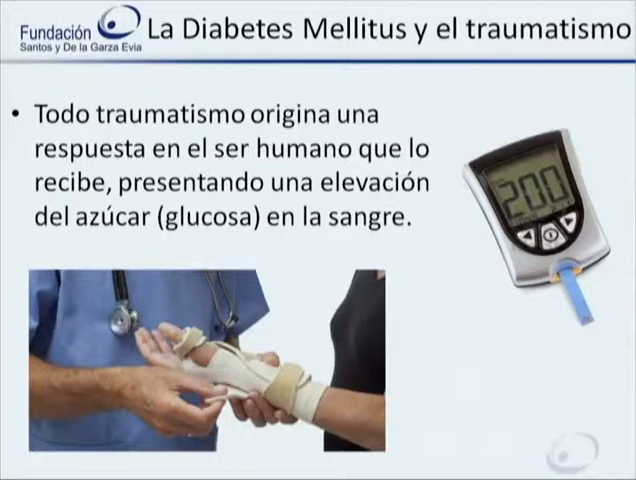 Fundación
Santos y De la Garza Evia
La Diabetes Mellitus y el traumatismo
• Todo traumatismo origina una
respuesta en el ser humano que lo
recibe, presentando una elevación
del azúcar (glucosa) en la sangre.
200